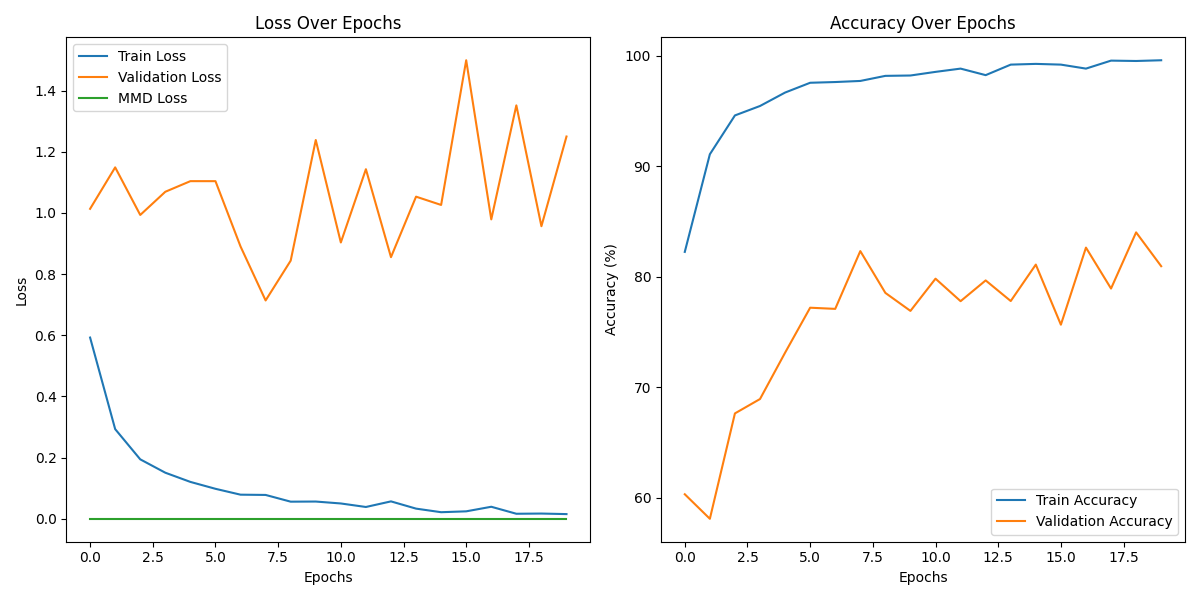 Loss Over Epochs
Train Loss
Validation Loss
MMD Loss
1.4
1.2
1.0
0.8
0.6
0.4
0.2
0.0
Loss
0.0 2.5 5.0 7.5 10.0 12.5 15.0 17.5
Epochs
Accuracy Over Epochs
100
90
80
70
60
Accuracy (%)
Train Accuracy
Validation Accuracy
0.0 2.5 5.0 7.5 10.0 12.5 15.0 17.5
Epochs